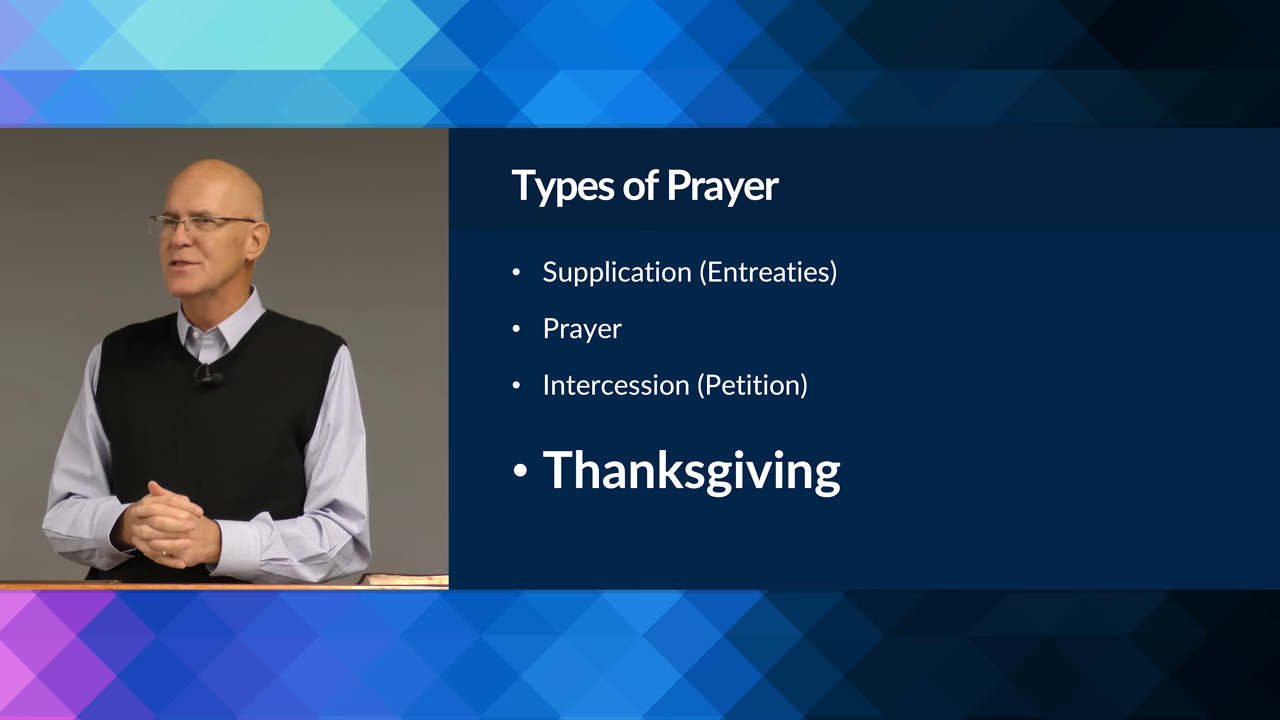 Types of Prayer
• Supplication (Entreaties)
• Prayer
• Intercession (Petition)
• Thanksgiving